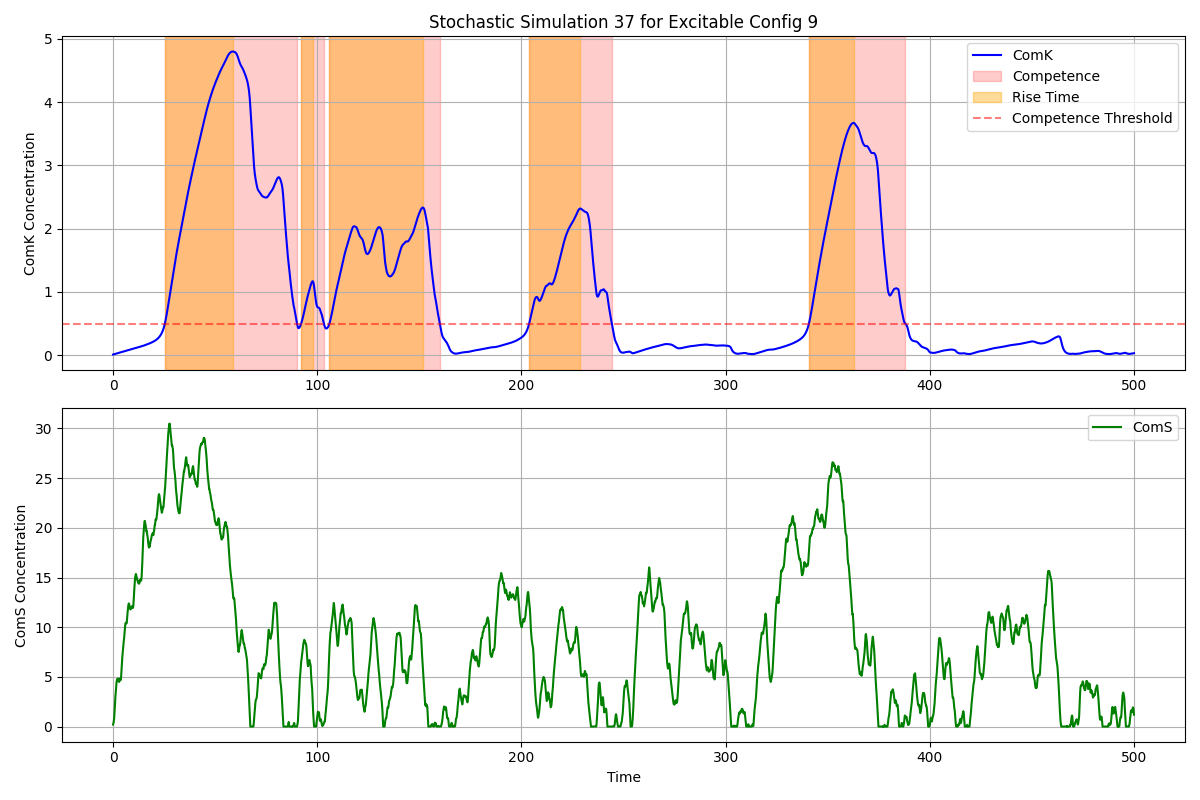 Stochastic Simulation 37 for Excitable Config 9
ComK Concentration
5
4
3
2
1
0
ComK
Competence
Rise Time
Competence Threshold
0 100 200 300 400 500
ComS Concentration
30
25
20
15
10
5
0
ComS
0 100 200 300 400 500
Time